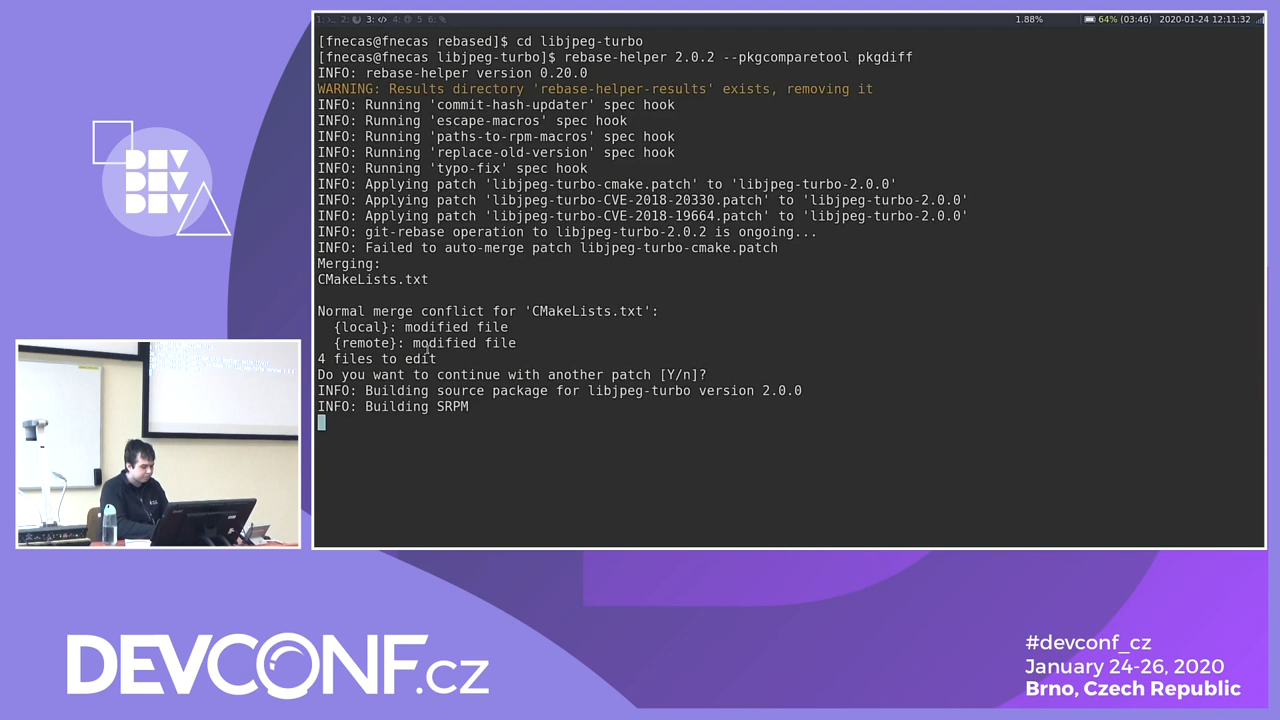 1: >_ 2: 3: </> 4: 5 6:
1.88% 64% (03:46) 2020-01-24 12:11:32
[fnecas@fnecas rebased]$ cd libjpeg-turbo
[fnecas@fnecas libjpeg-turbo]$ rebase-helper 2.0.2 --pkgcomparetool pkgdiff
INFO: rebase-helper version 0.20.0
WARNING: Results directory 'rebase-helper-results' exists, removing it
INFO: Running 'commit-hash-updater' spec hook
INFO: Running 'escape-macros' spec hook
INFO: Running 'paths-to-rpm-macros' spec hook
INFO: Running 'replace-old-version' spec hook
INFO: Running 'typo-fix' spec hook
INFO: Applying patch 'libjpeg-turbo-cmake.patch' to 'libjpeg-turbo-2.0.0'
INFO: Applying patch 'libjpeg-turbo-CVE-2018-20330.patch' to 'libjpeg-turbo-2.0.0'
INFO: Applying patch 'libjpeg-turbo-CVE-2018-19664.patch' to 'libjpeg-turbo-2.0.0'
INFO: git-rebase operation to libjpeg-turbo-2.0.2 is ongoing...
INFO: Failed to auto-merge patch libjpeg-turbo-cmake.patch
Merging:
CMakeLists.txt
Normal merge conflict for 'CMakeLists.txt':
{local}: modified file
{remote}: modified file
4 files to edit
Do you want to continue with another patch [Y/n]?
INFO: Building source package for libjpeg-turbo version 2.0.0
INFO: Building SRPM
DEV
DEV
DEV
DEVCONF.cz
#devconf_cz
January 24-26, 2020
Brno, Czech Republic